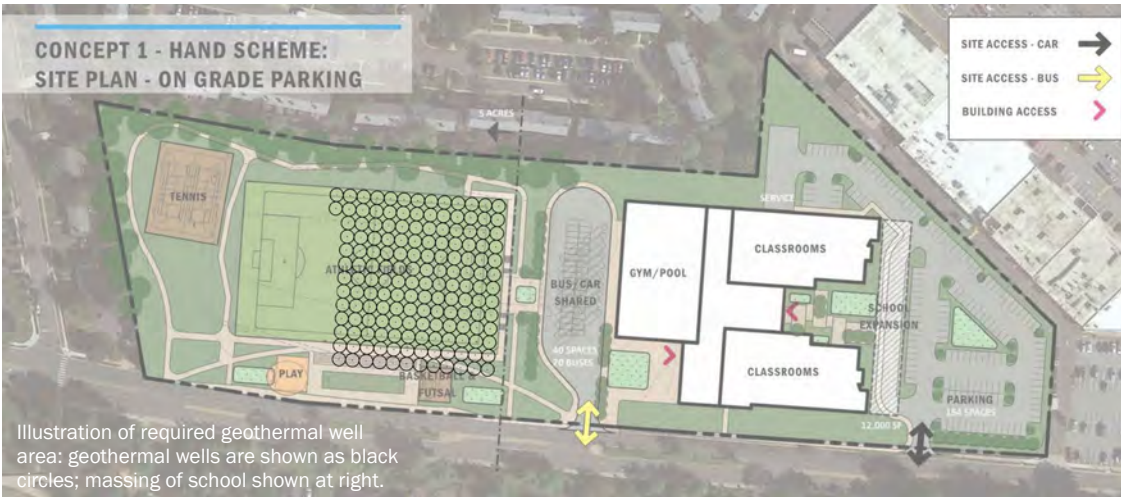 CONCEPT 1 - HAND SCHEME:
SITE PLAN - ON GRADE PARKING
SITE ACCESS - CAR
SITE ACCESS - BUS
BUILDING ACCESS
5 ACRES
TENNIS
SERVICE
CLASSROOMS
GYM/POOL
BUS/CAR
SHARED
SCHOOL
EXPANSION
40 SPACES
20 BUSES
PLAY
BASKETBALL &
FUTSAL
CLASSROOMS
PARKING
184 SPACES
12,000 SF
Illustration of required geothermal well
area: geothermal wells are shown as black
circles; massing of school shown at right.